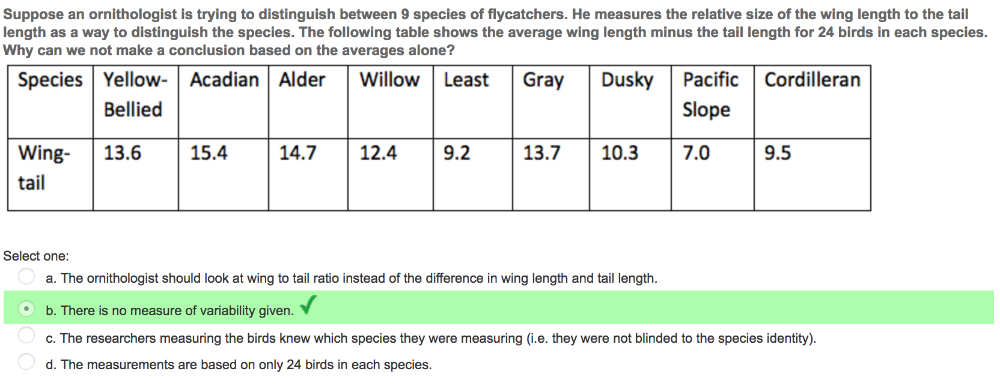 Suppose an ornithologist is trying to distinguish between 9 species of flycatchers. He measures the relative size of the wing length to the tail
length as a way to distinguish the species. The following table shows the average wing length minus the tail length for 24 birds in each species.
Why can we not make a conclusion based on the averages alone?
Species Yellow- Acadian Alder Willow Least Gray Dusky Pacific Cordilleran
Bellied Slope
Wing- 13.6 15.4 14.7 12.4 9.2 13.7 10.3 7.0 9.5
tail
Select one:
a. The ornithologist should look at wing to tail ratio instead of the difference in wing length and tail length.
b. There is no measure of variability given.
c. The researchers measuring the birds knew which species they were measuring (i.e. they were not blinded to the species identity).
d. The measurements are based on only 24 birds in each species.